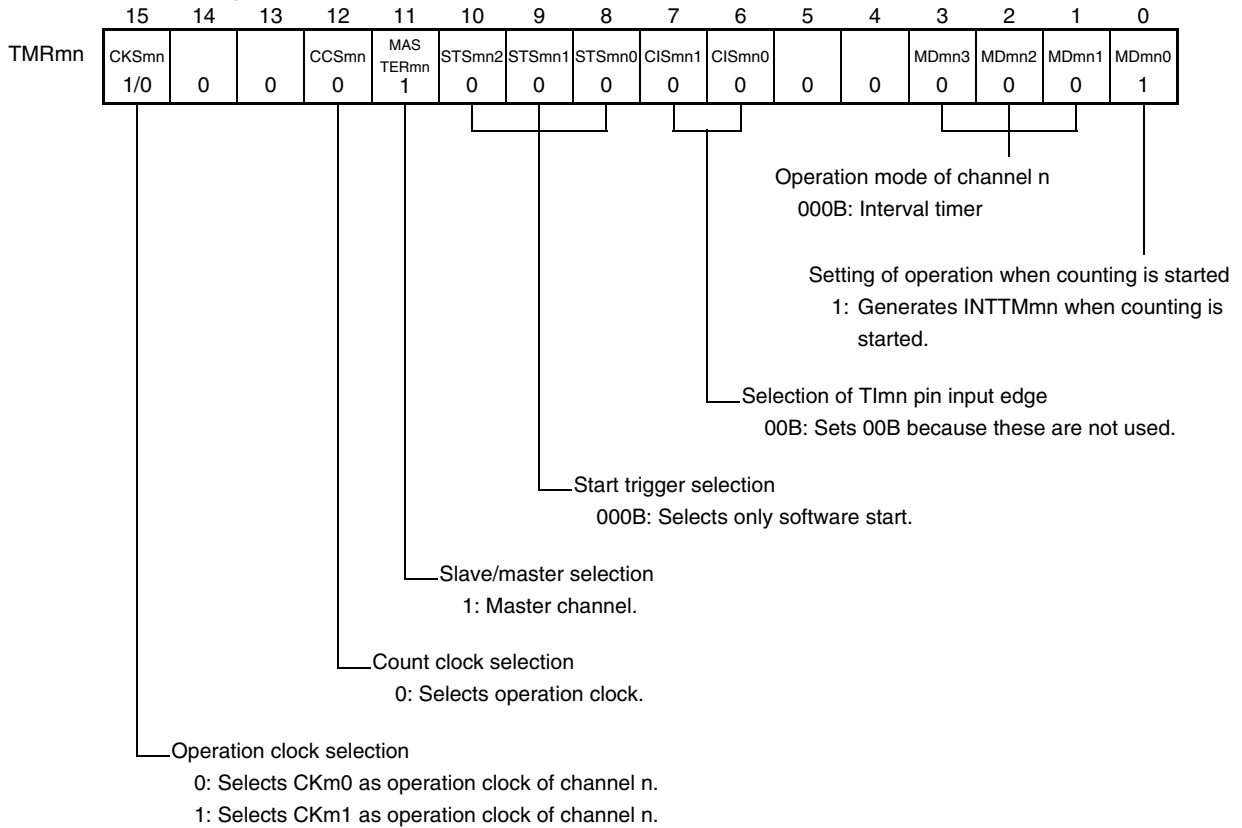 15 14 13 12 11 10 9 8 7 6 5 4 3 2 1 0
TMRmn
CKSmn CCSmn MAS TERmn STSmn2 STSmn1 STSmn0 CISmn1 CISmn0 MDmn3 MDmn2 MDmn1 MDmn0
1/0 0 0 0 1 0 0 0 0 0 0 0 0 0 0 1
Operation mode of channel n
000B: Interval timer
Setting of operation when counting is started
1: Generates INTTMmn when counting is
started.
Selection of TImn pin input edge
00B: Sets 00B because these are not used.
Start trigger selection
000B: Selects only software start.
Slave/master selection
1: Master channel.
Count clock selection
0: Selects operation clock.
Operation clock selection
0: Selects CKm0 as operation clock of channel n.
1: Selects CKm1 as operation clock of channel n.